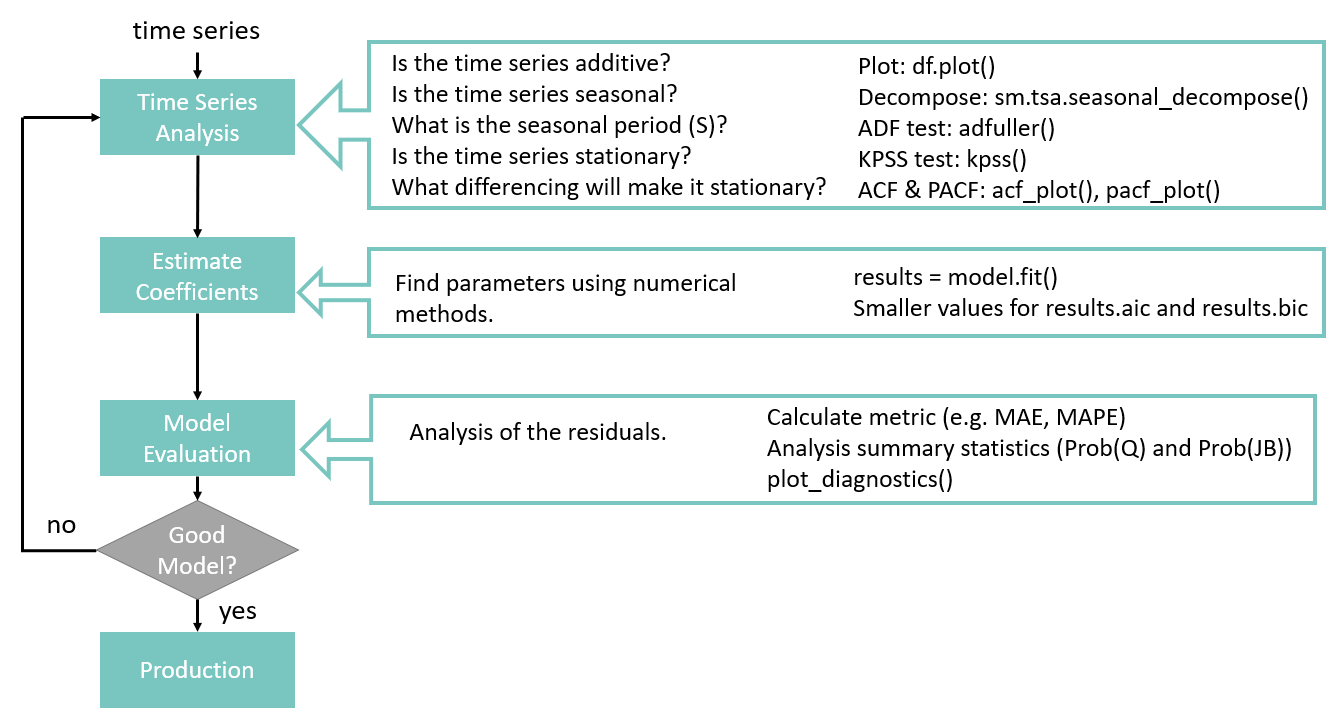 time series
Time Series
Analysis
Is the time series additive?
Is the time series seasonal?
What is the seasonal period (S)?
Is the time series stationary?
What differencing will make it stationary?
Plot: df.plot()
Decompose: sm.tsa.seasonal_decompose()
ADF test: adfuller()
KPSS test: kpss()
ACF & PACF: acf_plot(), pacf_plot()
Estimate
Coefficients
Find parameters using numerical
methods.
results = model.fit()
Smaller values for results.aic and results.bic
Model
Evaluation
Analysis of the residuals.
Calculate metric (e.g. MAE, MAPE)
Analysis summary statistics (Prob(Q) and Prob(JB))
plot_diagnostics()
no
Good
Model?
yes
Production